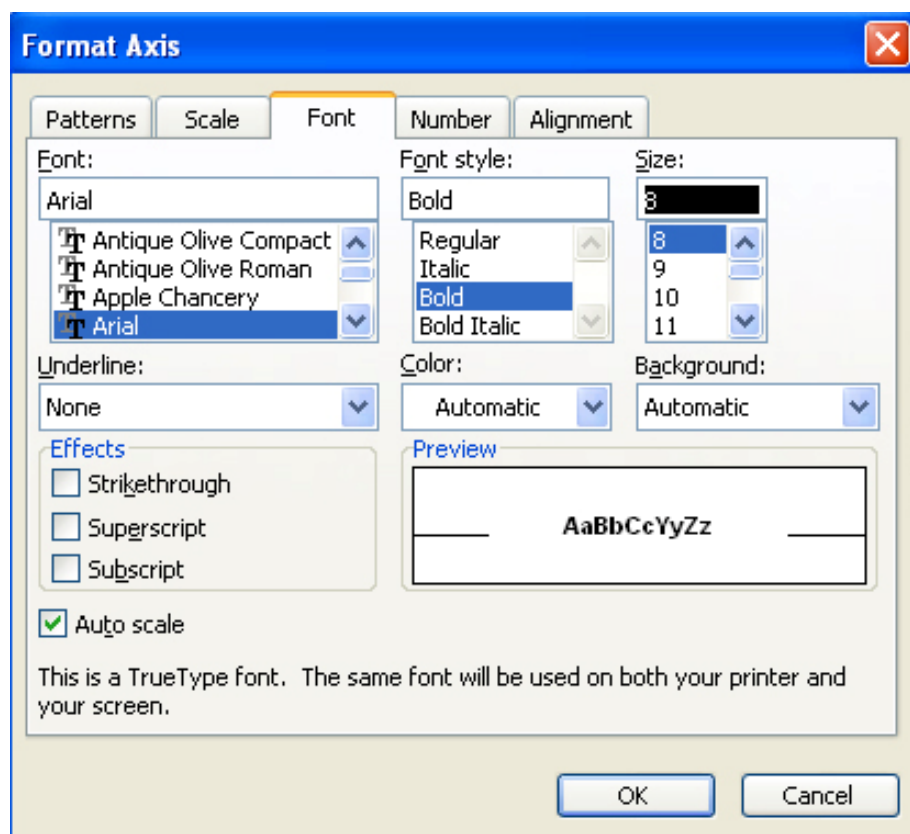 Format Axis
Patterns Scale Font Number Alignment
Font: Font style: Size:
Arial Bold 8
Antique Olive Compact Regular 8
Antique Olive Roman Italic 9
Apple Chancery Bold 10
Arial Bold Italic 11
Underline: Color: Background:
None Automatic Automatic
Effects Preview
Strikethrough
Superscript AaBbCcYyZz
Subscript
Auto scale
This is a TrueType font. The same font will be used on both your printer and
your screen.
OK Cancel